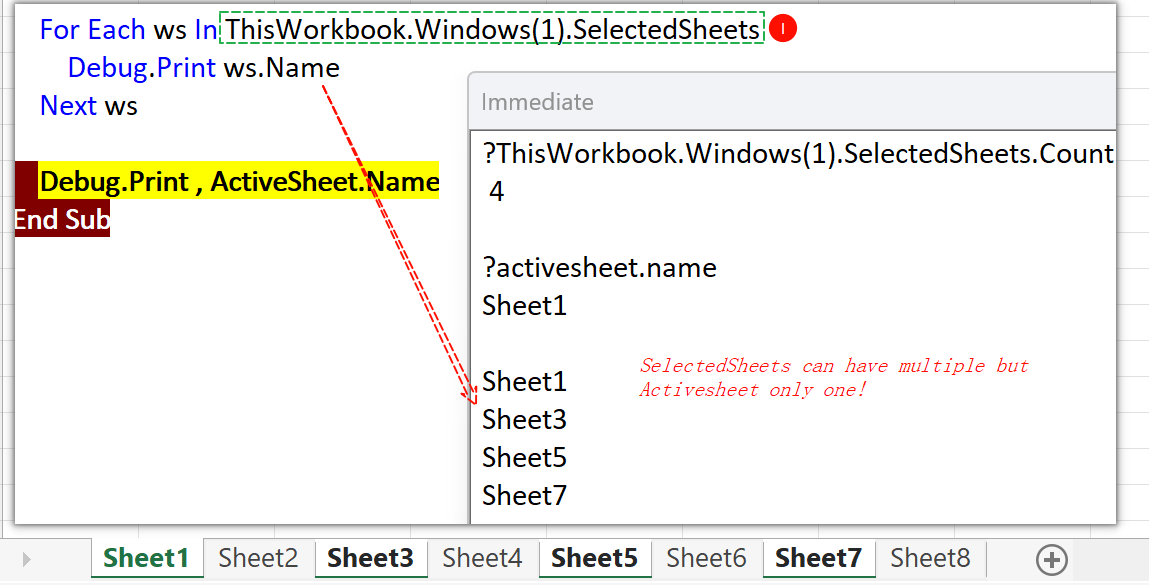 For Each ws In ThisWorkbook.Windows(1).SelectedSheets
Debug.Print ws.Name
Next ws
Debug.Print , ActiveSheet.Name
End Sub
Immediate
?ThisWorkbook.Windows(1).SelectedSheets.Count
4
?activesheet.name
Sheet1
Sheet1
Sheet3
Sheet5
Sheet7
SelectedSheets can have multiple but
Activesheet only one!
Sheet1 Sheet2 Sheet3 Sheet4 Sheet5 Sheet6 Sheet7 Sheet8